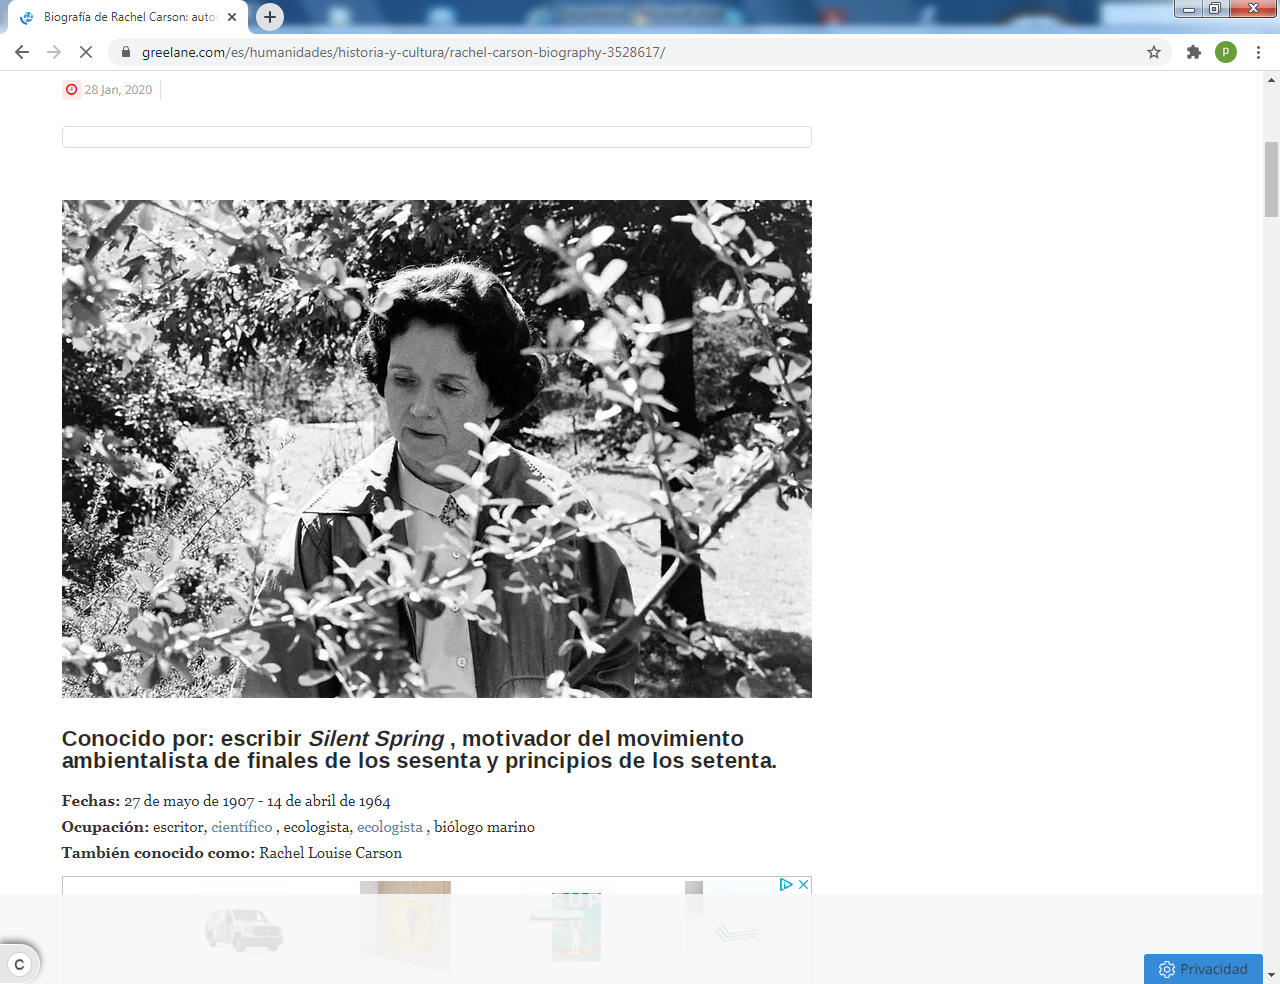 Biografía de Rachel Carson: autor
greelane.com/es/humanidades/historia-y-cultura/rachel-carson-biography-3528617/
P
28 Jan, 2020
Conocido por: escribir Silent Spring , motivador del movimiento
ambientalista de finales de los sesenta y principios de los setenta.
Fechas: 27 de mayo de 1907 - 14 de abril de 1964
Ocupación: escritor, científico , ecologista, ecologista , biólogo marino
También conocido como: Rachel Louise Carson
SUP
C
Privacidad